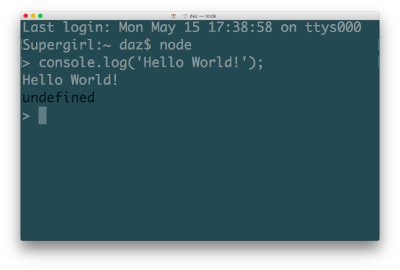 daz — node
Last login: Mon May 15 17:38:58 on ttys000
Supergirl:~ daz$ node
> console.log('Hello World!');
Hello World!
undefined
>